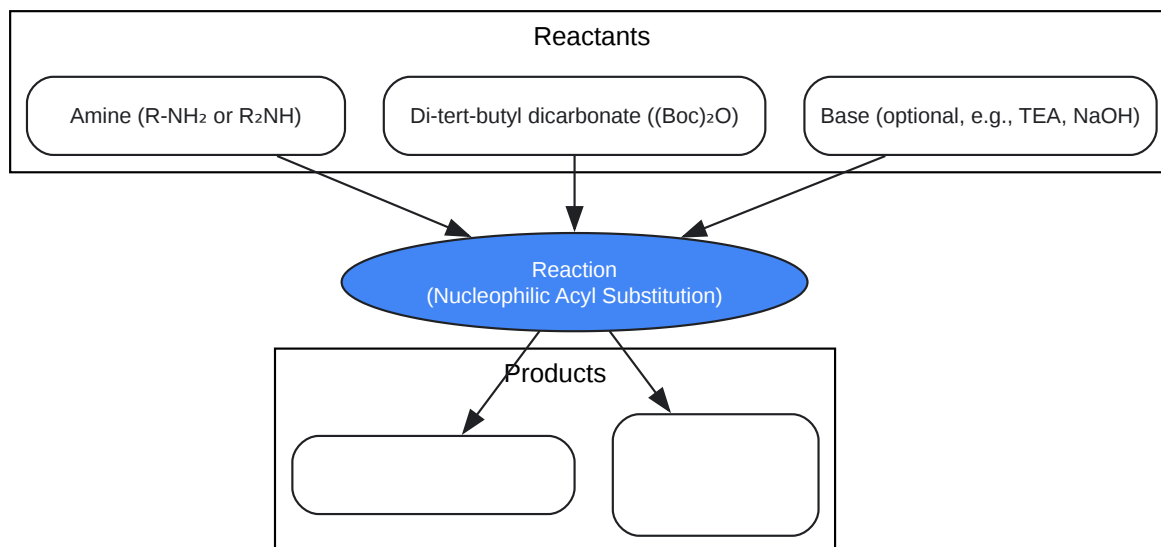 Reactants
Amine (R-NH₂ or R₂NH)
Di-tert-butyl dicarbonate ((Boc)₂O)
Base (optional, e.g., TEA, NaOH)
Reaction
(Nucleophilic Acyl Substitution)
Products